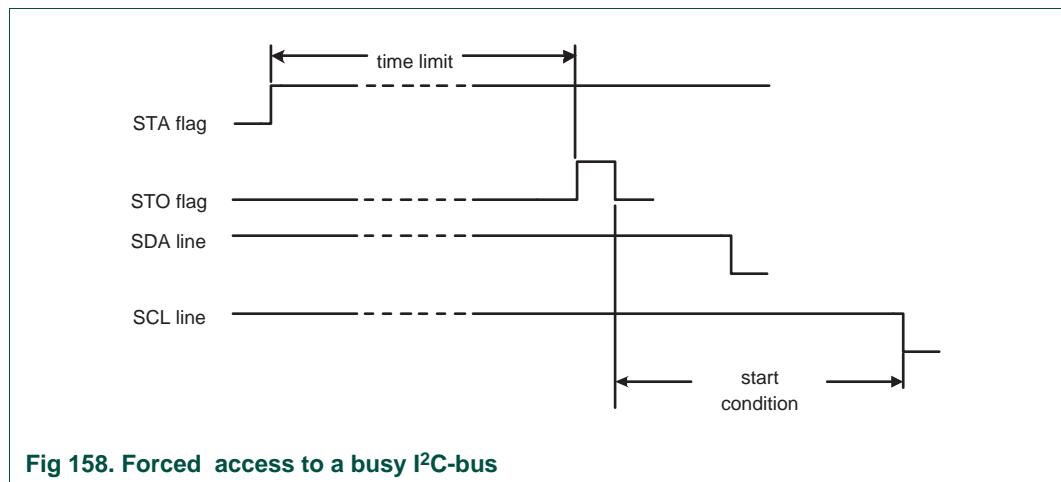 time limit
STA flag
STO flag
SDA line
SCL line
start
condition
Fig 158. Forced access to a busy I²C-bus